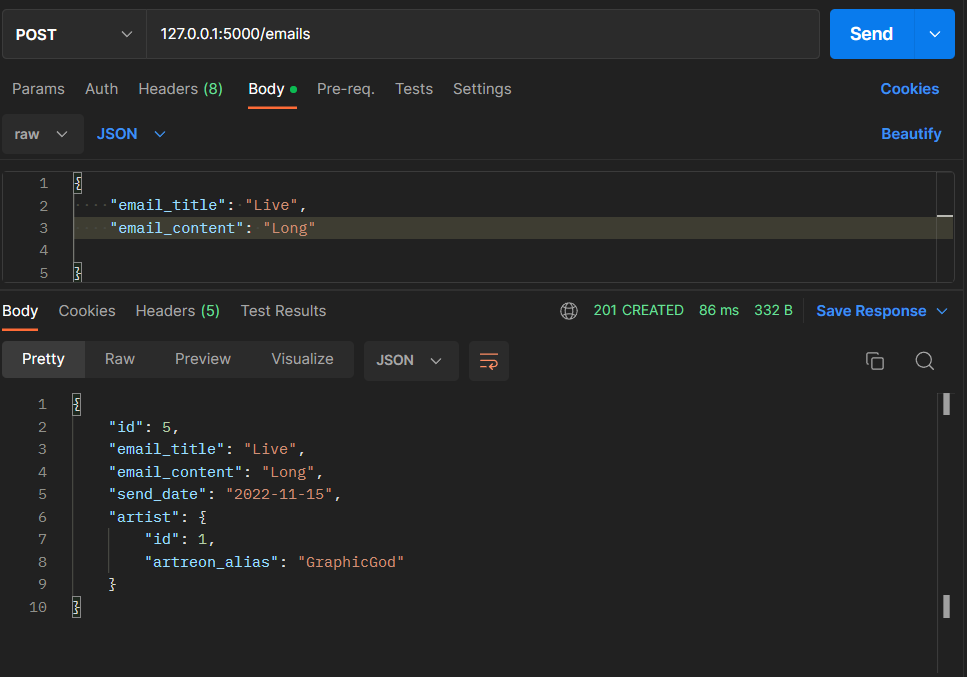 POST 127.0.0.1:5000/emails Send
Params Auth Headers (8) Body Pre-req. Tests Settings Cookies
raw JSON Beautify
1 {
2 "email_title": "Live",
3 "email_content": "Long"
4
5 }
Body Cookies Headers (5) Test Results 201 CREATED 86 ms 332 B Save Response
Pretty Raw Preview Visualize JSON
1 {
2 "id": 5,
3 "email_title": "Live",
4 "email_content": "Long",
5 "send_date": "2022-11-15",
6 "artist": {
7 "id": 1,
8 "artreon_alias": "GraphicGod"
9 }
10 }